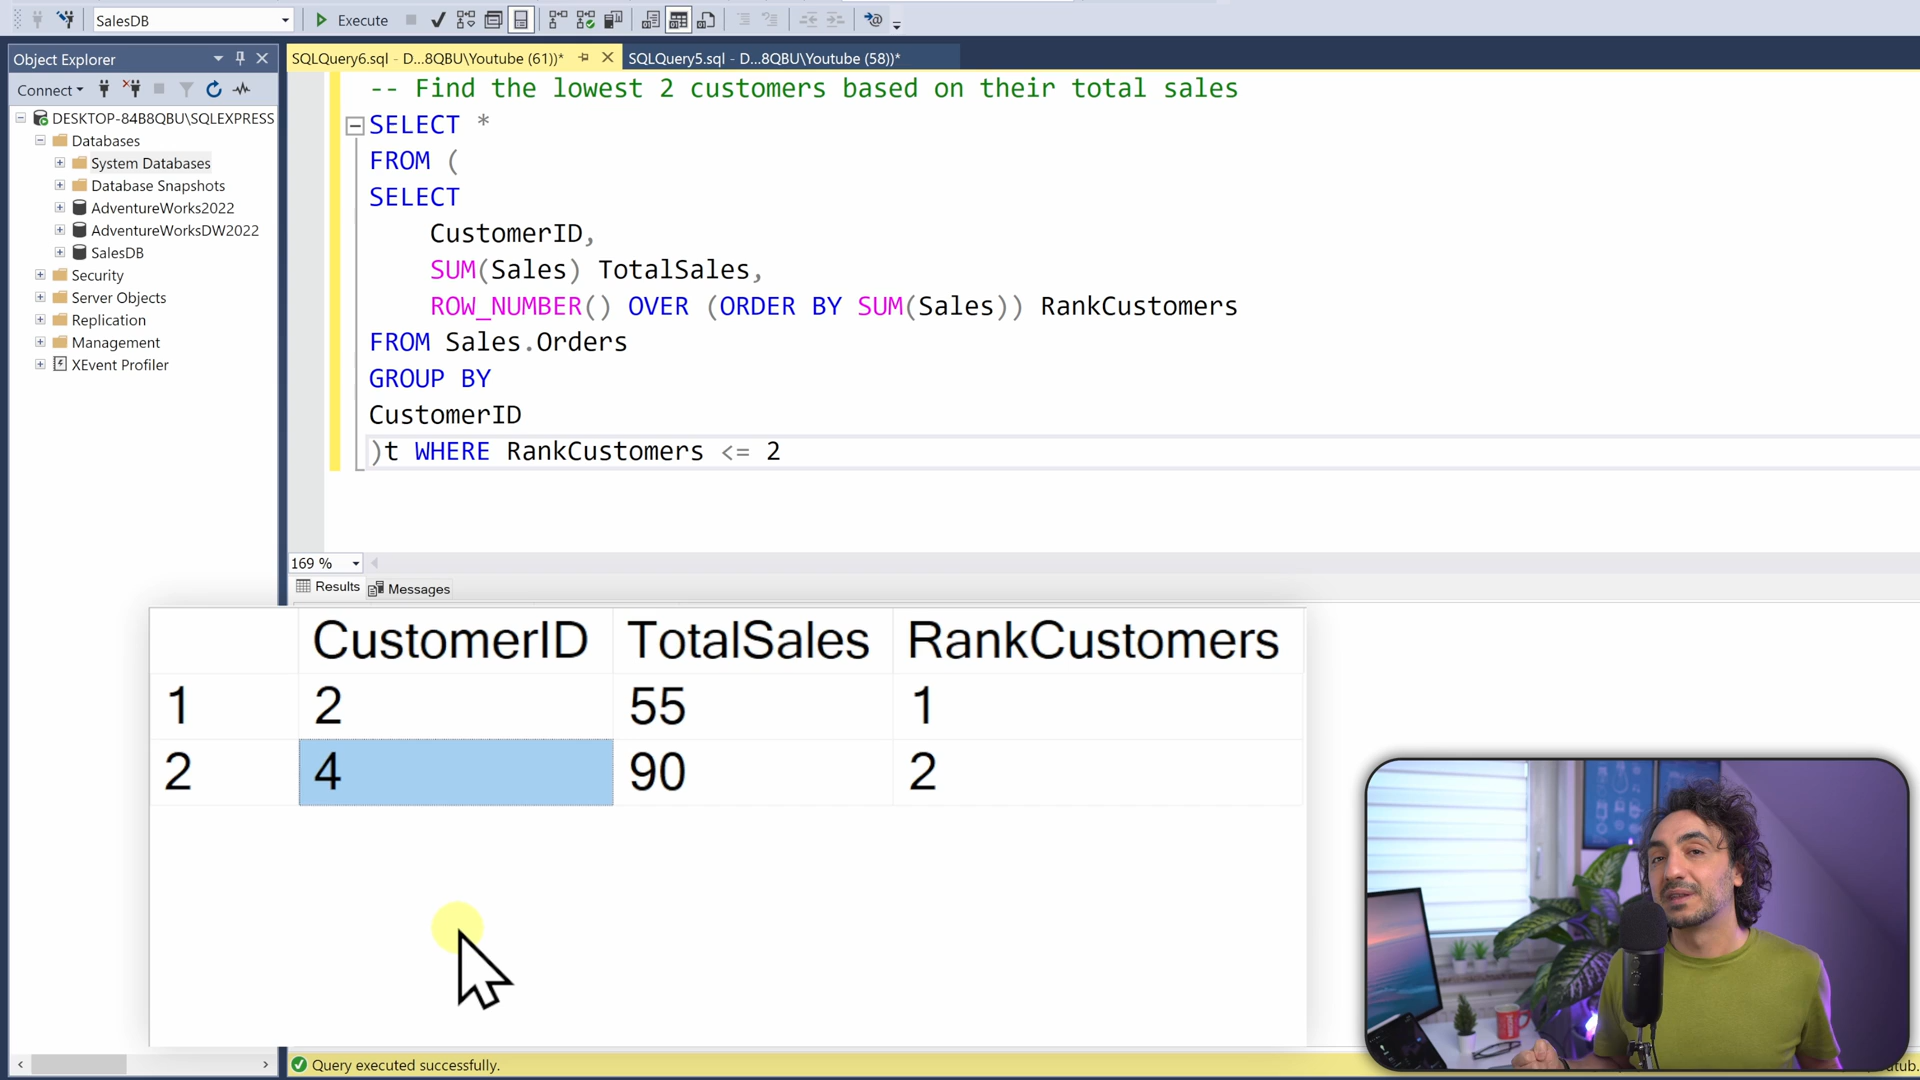 SalesDB
Execute
Object Explorer
SQLQuery6.sql - D...8QBU\Youtube (61))*
SQLQuery5.sql - D...8QBU\Youtube (58))*
Connect
DESKTOP-84B8QBU\SQLEXPRESS
Databases
System Databases
Database Snapshots
AdventureWorks2022
AdventureWorksDW2022
SalesDB
Security
Server Objects
Replication
Management
XEvent Profiler
-- Find the lowest 2 customers based on their total sales
SELECT *
FROM (
SELECT
CustomerID,
SUM(Sales) TotalSales,
ROW_NUMBER() OVER (ORDER BY SUM(Sales)) RankCustomers
FROM Sales.Orders
GROUP BY
CustomerID
)t WHERE RankCustomers <= 2
169 %
Results Messages
CustomerID TotalSales RankCustomers
1 2 55 1
2 4 90 2
Query executed successfully.